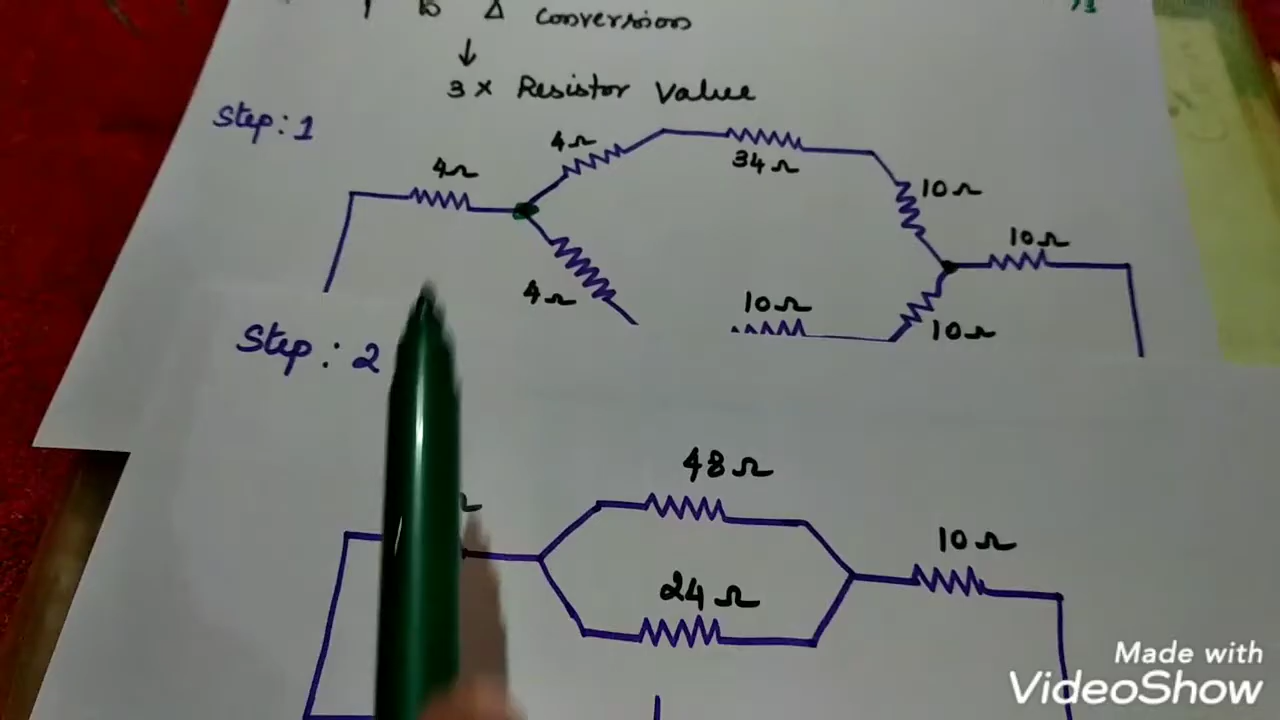 to Δ conversion
↓
3 × Resistor Value
Step: 1
4Ω
4Ω
34Ω
10Ω
10Ω
4Ω
10Ω
10Ω
Step: 2
48Ω
Ω
10Ω
24Ω
Made with
VideoShow